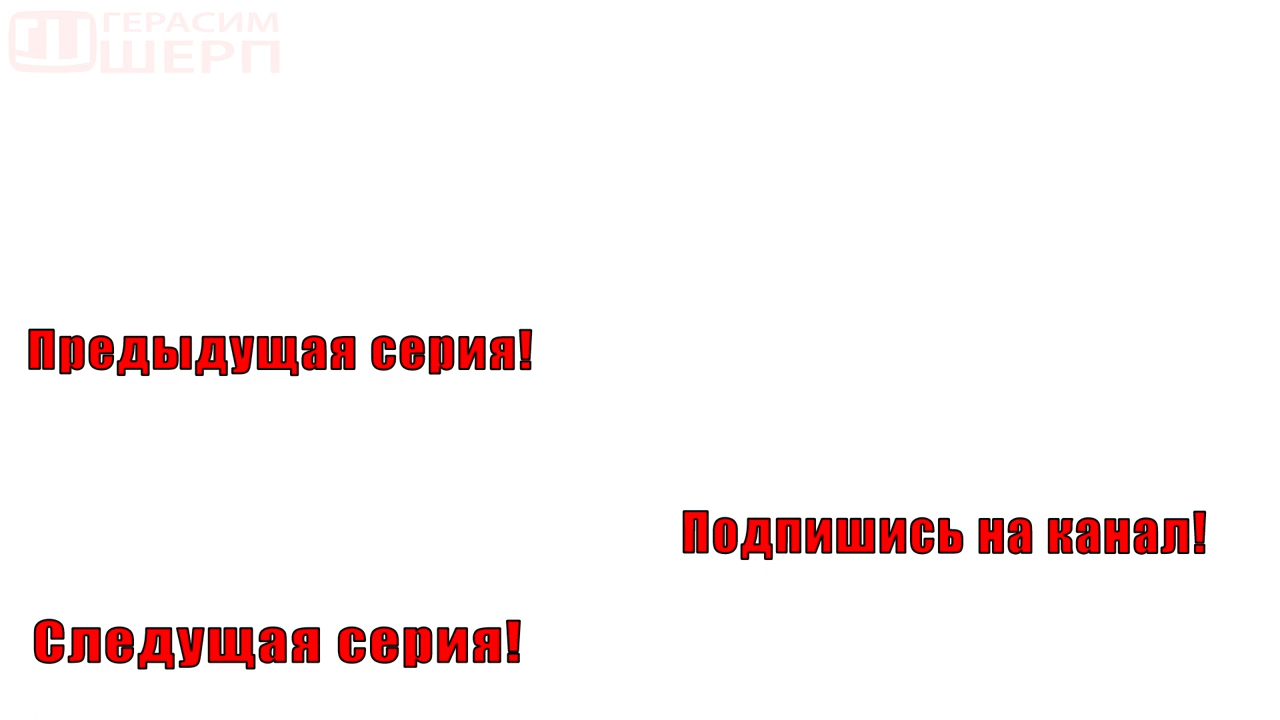 ГЕРАСИМ
ШЕРП
Предыдущая серия!
Подпишись на канал!
Следущая серия!